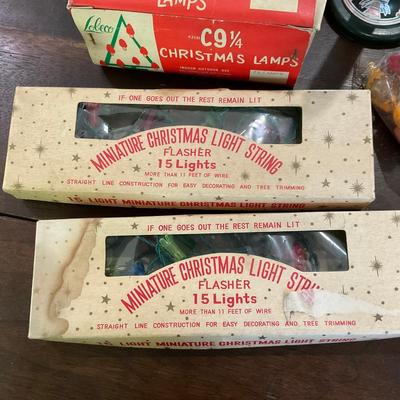 LAMPS
Lobeco
C9¼
CHRISTMAS LAMPS
INDOOR OUTDOOR USE
IF ONE GOES OUT THE REST REMAIN LIT
MINIATURE CHRISTMAS LIGHT STRING
FLASHER
15 Lights
MORE THAN 11 FEET OF WIRE
STRAIGHT LINE CONSTRUCTION FOR EASY DECORATING AND TREE TRIMMING
15 LIGHT MINIATURE CHRISTMAS LIGHT STRING
IF ONE GOES OUT THE REST REMAIN LIT
MINIATURE CHRISTMAS LIGHT STRIN
FLASHER
15 Lights
MORE THAN 11 FEET OF WIRE
STRAIGHT LINE CONSTRUCTION FOR EASY DECORATING AND TREE TRIMMING
15 LIGHT MINIATURE CHRISTMAS LIGHT STRING